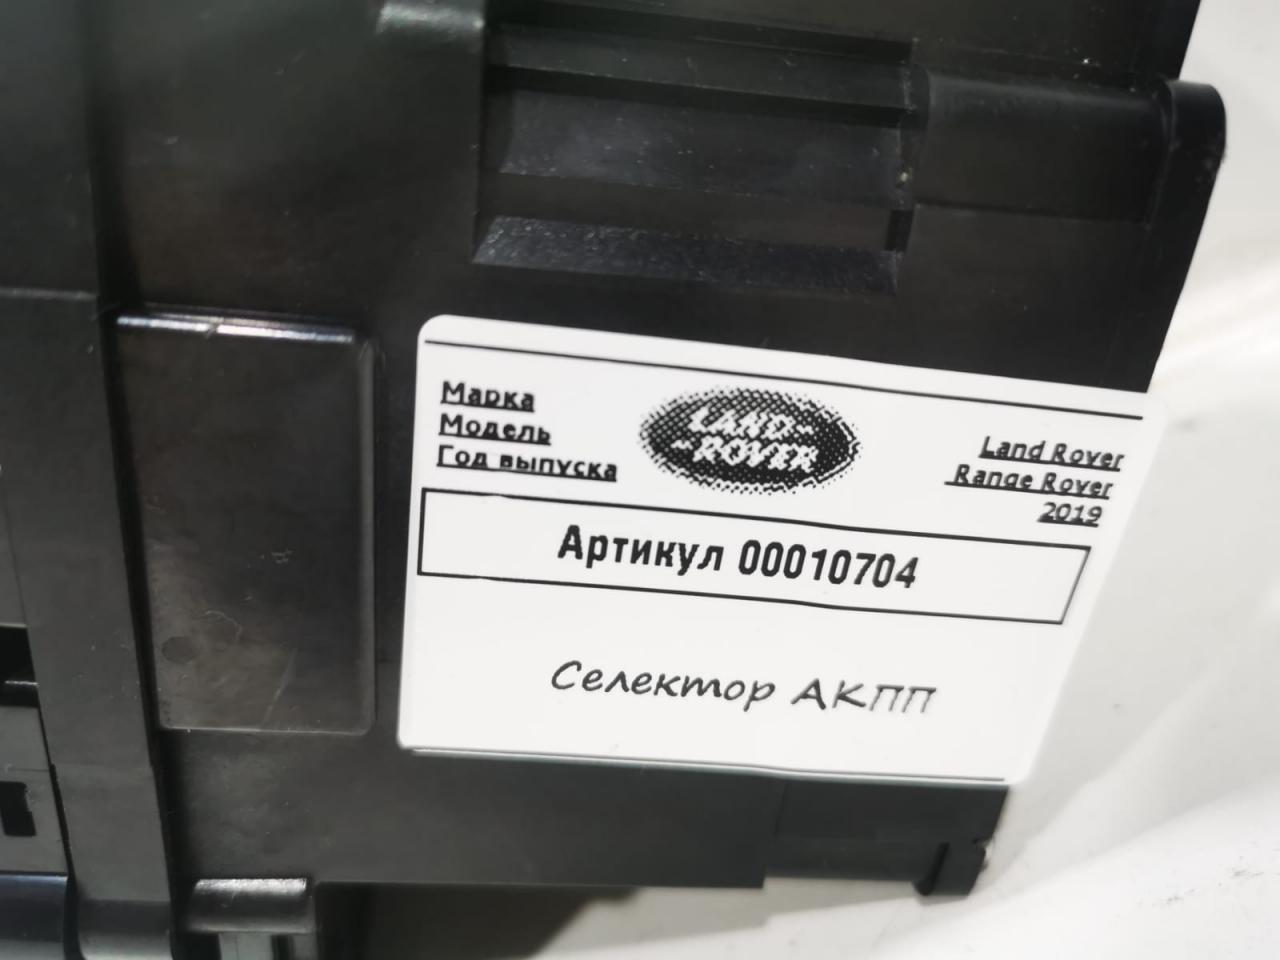 Марка
Модель
Год выпуска
LAND-
-ROVER
Land Rover
Range Rover
2019
Артикул 00010704
Селектор АКПП